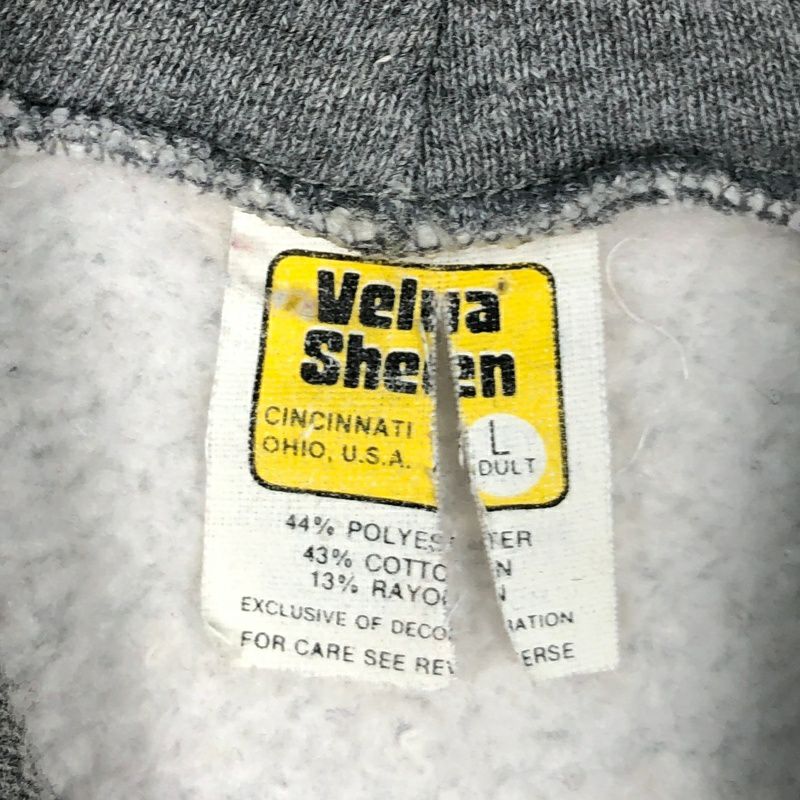 Velva
Sheen
CINCINNATI
OHIO, U.S.A.
L
ADULT
44% POLYESTER
43% COTTON
13% RAYON
EXCLUSIVE OF DECORATION
FOR CARE SEE REVERSE